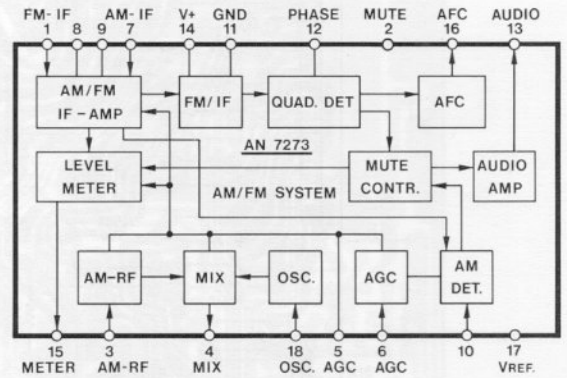 FM-IF AM-IF V+ GND PHASE MUTE AFC AUDIO
1 8 9 7 14 11 12 2 16 13
AM/FM
IF-AMP
FM/IF
QUAD. DET
AFC
AN 7273
LEVEL
METER
MUTE
CONTR.
AUDIO
AMP
AM/FM SYSTEM
AM-RF
MIX
OSC.
AGC
AM
DET.
15 3 4 18 5 6 10 17
METER AM-RF MIX OSC. AGC AGC VREF.